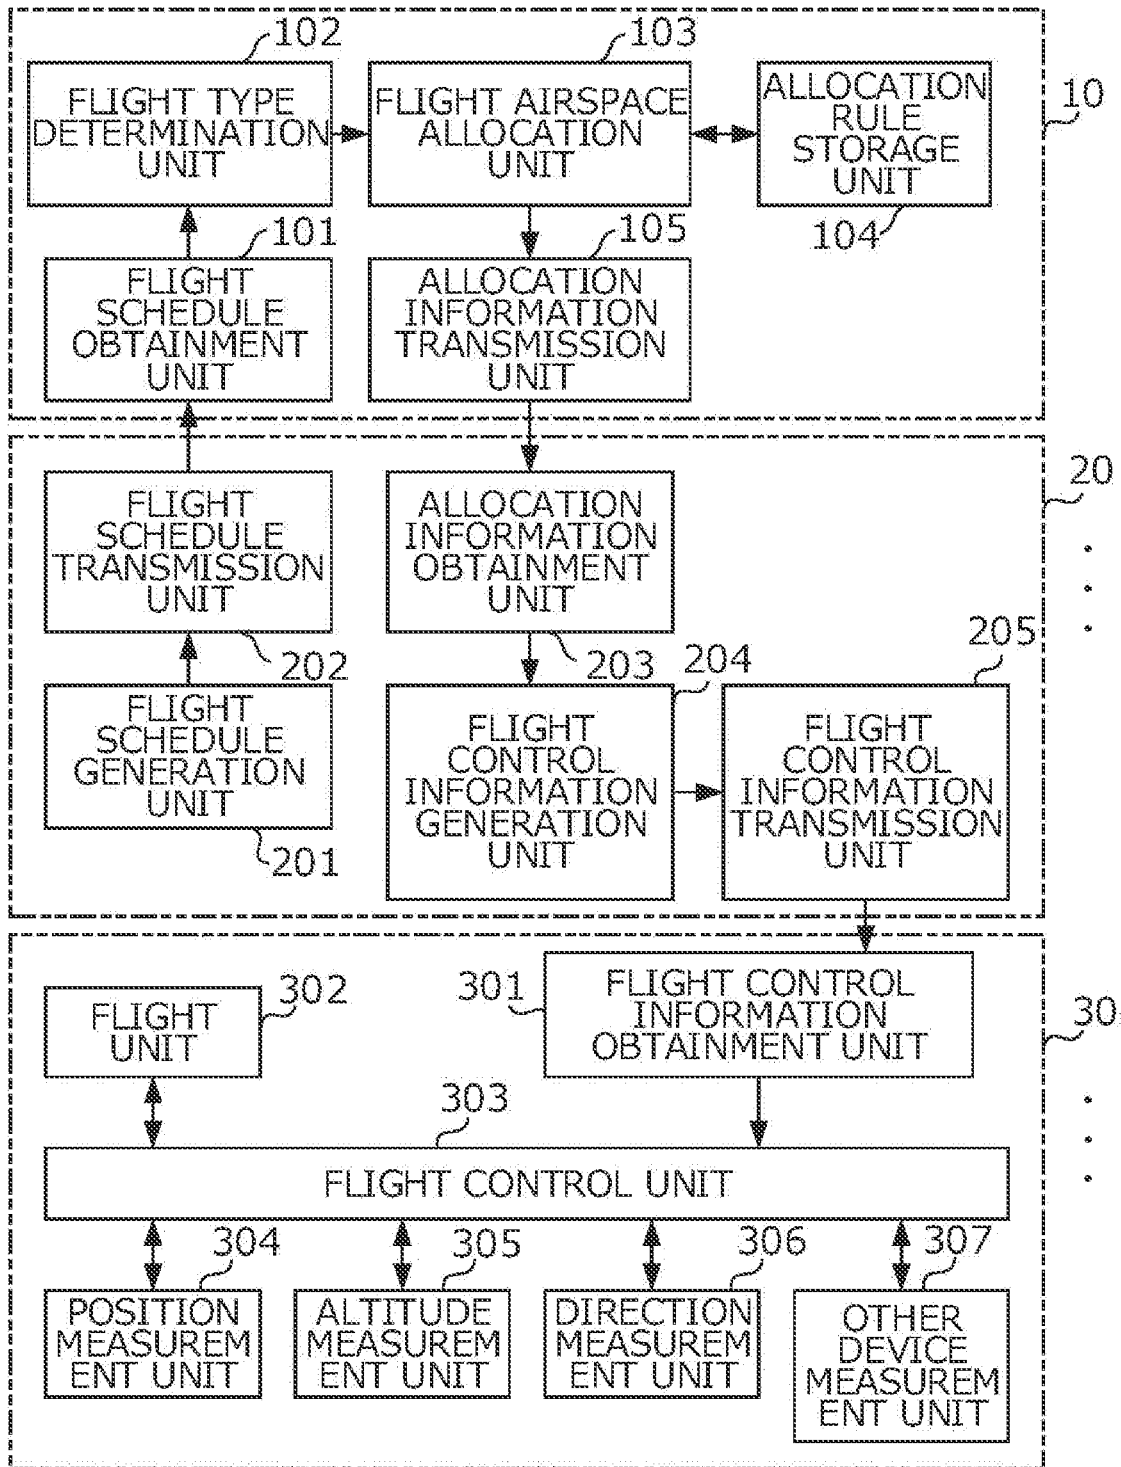 102
103
FLIGHT TYPE
DETERMINATION
UNIT
FLIGHT AIRSPACE
ALLOCATION
UNIT
ALLOCATION
RULE
STORAGE
UNIT
10
101
105
104
FLIGHT
SCHEDULE
OBTAINMENT
UNIT
ALLOCATION
INFORMATION
TRANSMISSION
UNIT
20
FLIGHT
SCHEDULE
TRANSMISSION
UNIT
ALLOCATION
INFORMATION
OBTAINMENT
UNIT
202
203
204
205
FLIGHT
SCHEDULE
GENERATION
UNIT
FLIGHT
CONTROL
INFORMATION
GENERATION
UNIT
FLIGHT
CONTROL
INFORMATION
TRANSMISSION
UNIT
201
302
301
30
FLIGHT
UNIT
FLIGHT CONTROL
INFORMATION
OBTAINMENT UNIT
303
FLIGHT CONTROL UNIT
304
305
306
307
POSITION
MEASUREM
ENT UNIT
ALTITUDE
MEASUREM
ENT UNIT
DIRECTION
MEASUREM
ENT UNIT
OTHER
DEVICE
MEASUREM
ENT UNIT